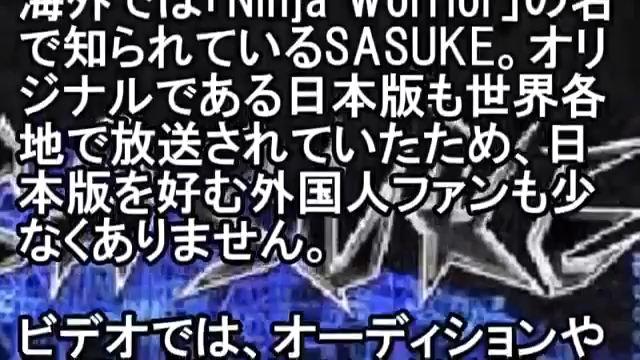 海外では「Ninja Worrior」の名
で知られているSASUKE。オリ
ジナルである日本版も世界各
地で放送されていたため、日
本版を好む外国人ファンも少
なくありません。
ビデオでは、オーディションや